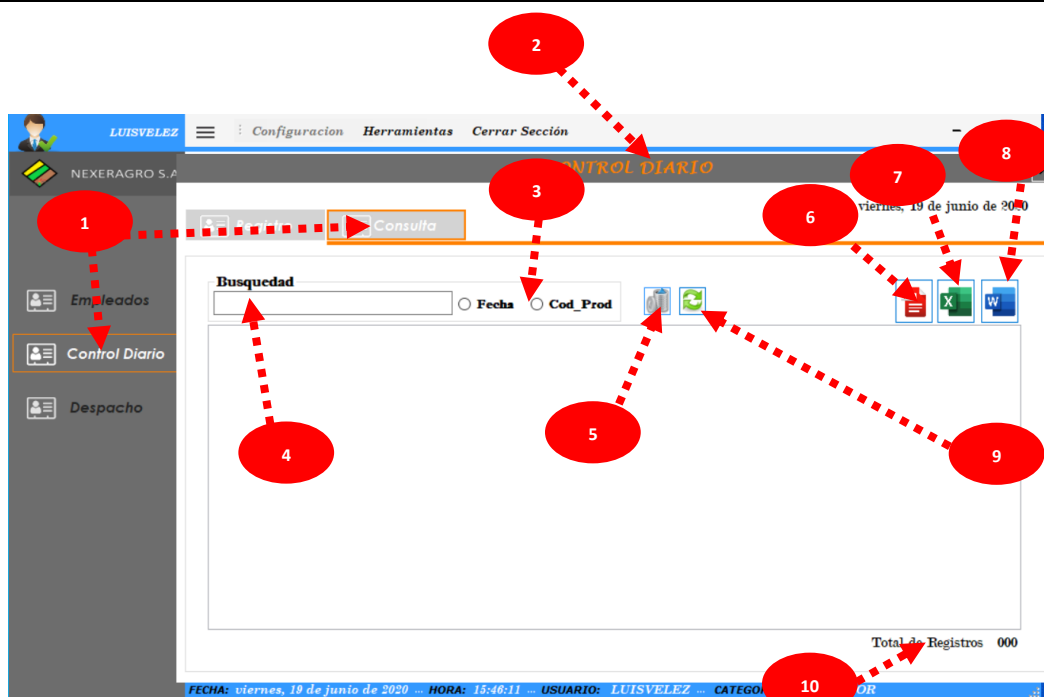 2
LUISVELEZ
Configuracion Herramientas Cerrar Sección
8
NEXERAGRO S.A
CONTROL DIARIO
7
3
6
viernes, 19 de junio de 2020
1
Registro
Consulta
Busquedad
Fecha Cod_Prod
X
W
Empleados
Control Diario
Despacho
5
4
9
Total de Registros 000
10
FECHA: viernes, 19 de junio de 2020 ... HORA: 15:46:11 ... USUARIO: LUISVELEZ ... CATEGO OR